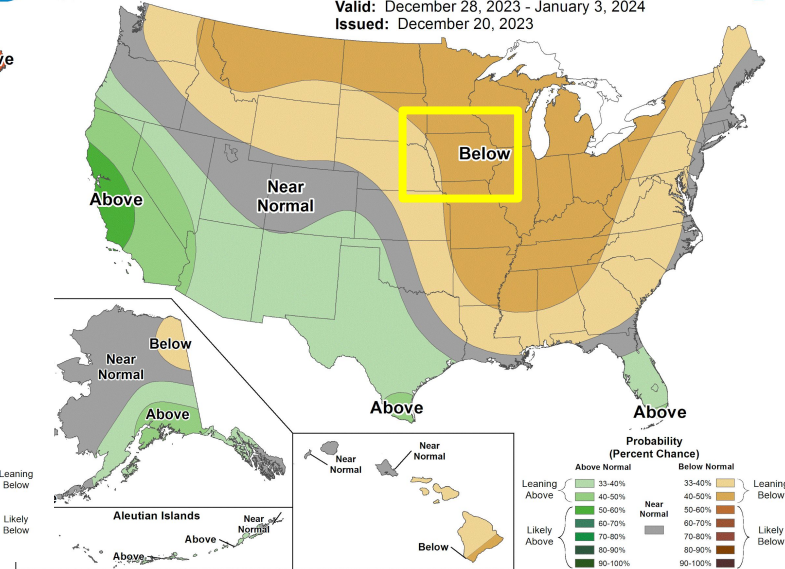 Valid: December 28, 2023 - January 3, 2024
Issued: December 20, 2023
ve
Below
Near
Normal
Above
Below
Near
Normal
Above
Above
Above
Near
Normal
Near
Normal
Below
Aleutian Islands
Near
Normal
Above
Above
Leaning
Below
Likely
Below
Probability
(Percent Chance)
Above Normal
Below Normal
Leaning
Above
33-40%
40-50%
Likely
Above
50-60%
60-70%
70-80%
80-90%
90-100%
Near
Normal
33-40%
40-50%
Leaning
Below
50-60%
60-70%
70-80%
80-90%
90-100%
Likely
Below